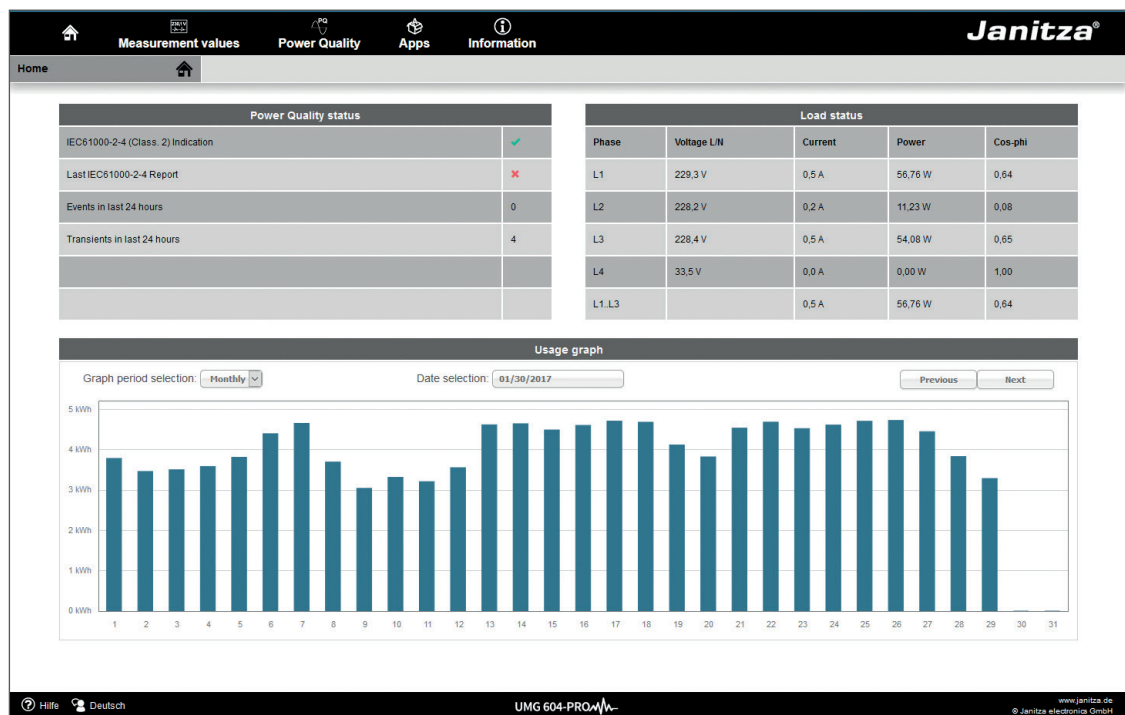 PQ
Measurement values Power Quality Apps Information
Janitza®
Home
Power Quality status
IEC61000-2-4 (Class. 2) Indication
Last IEC61000-2-4 Report
Events in last 24 hours 0
Transients in last 24 hours 4
Load status
Phase Voltage L/N Current Power Cos-phi
L1 229,3 V 0,5 A 56,76 W 0,64
L2 228,2 V 0,2 A 11,23 W 0,08
L3 228,4 V 0,5 A 54,08 W 0,65
L4 33,5 V 0,0 A 0,00 W 1,00
L1..L3 0,5 A 56,76 W 0,64
Usage graph
Graph period selection: Monthly Date selection: 01/30/2017 Previous Next
5 kWh
4 kWh
3 kWh
2 kWh
1 kWh
0 kWh
1 2 3 4 5 6 7 8 9 10 11 12 13 14 15 16 17 18 19 20 21 22 23 24 25 26 27 28 29 30 31
Hilfe Deutsch
UMG 604-PRO
www.janitza.de
© Janitza electronics GmbH